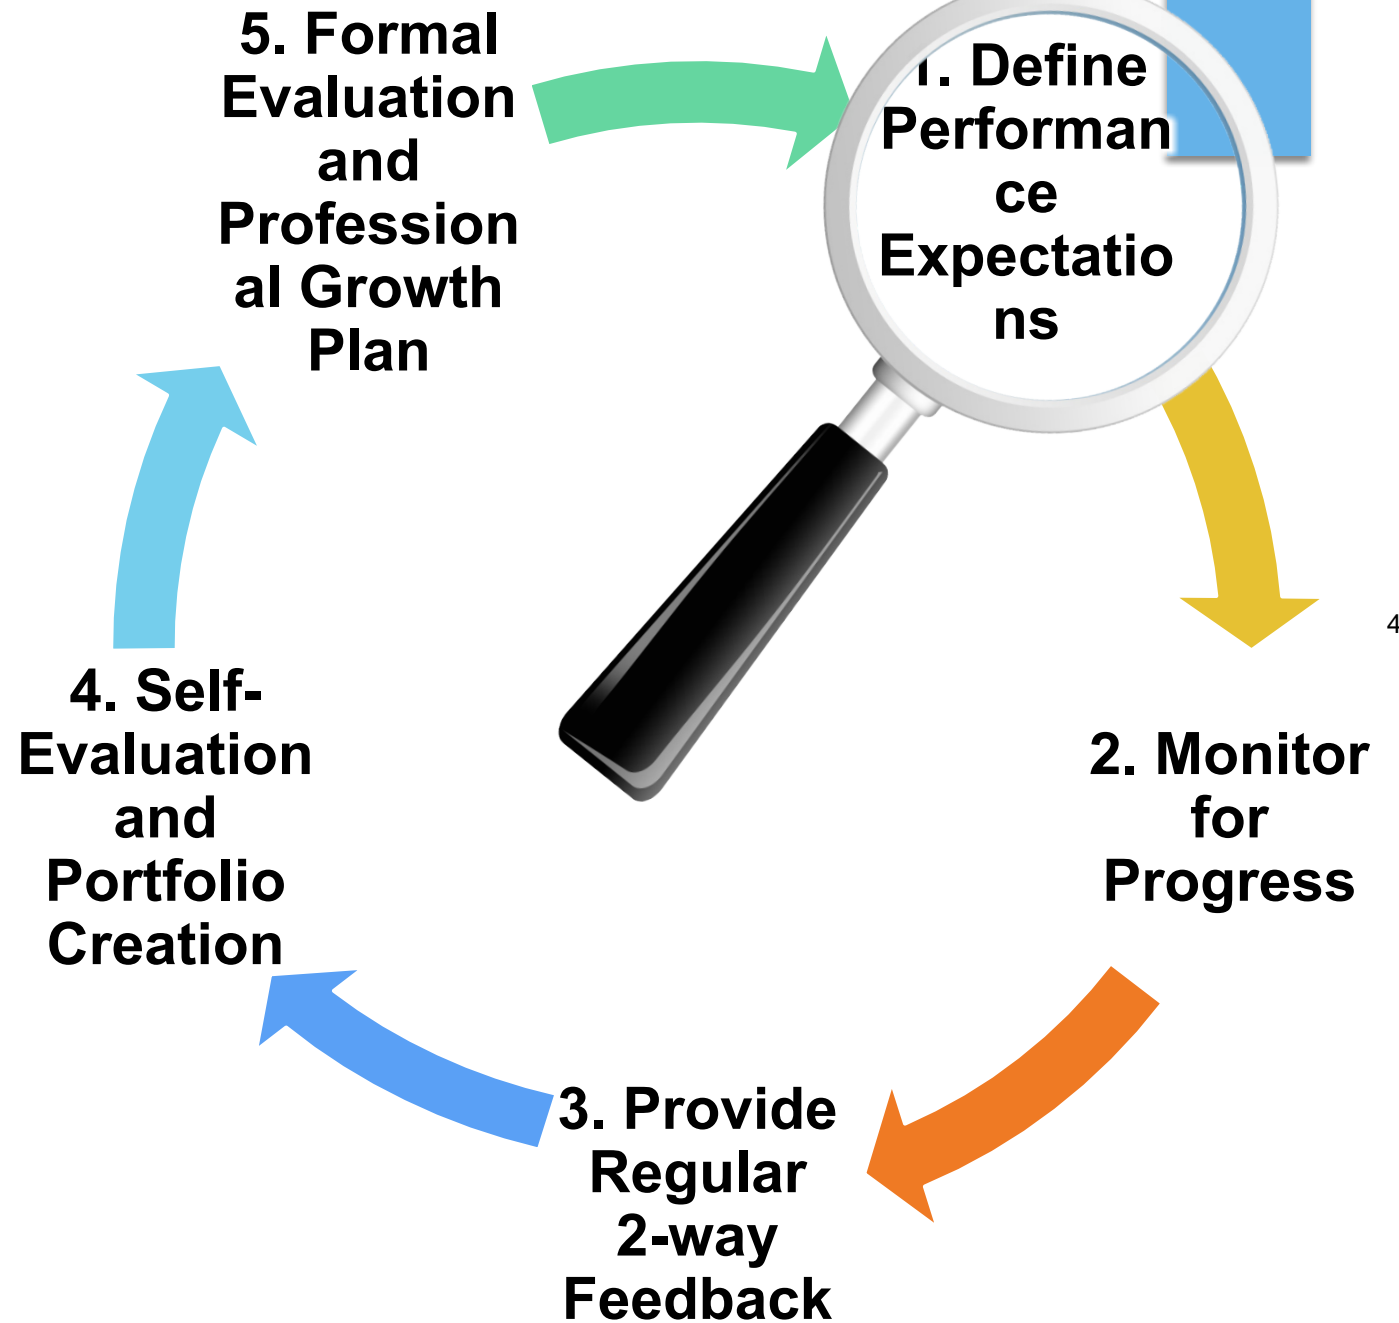 5. Formal
Evaluation
and
Profession
al Growth
Plan
1. Define
Performan
ce
Expectatio
ns
2. Monitor
for
Progress
3. Provide
Regular
2-way
Feedback
4. Self-
Evaluation
and
Portfolio
Creation
4